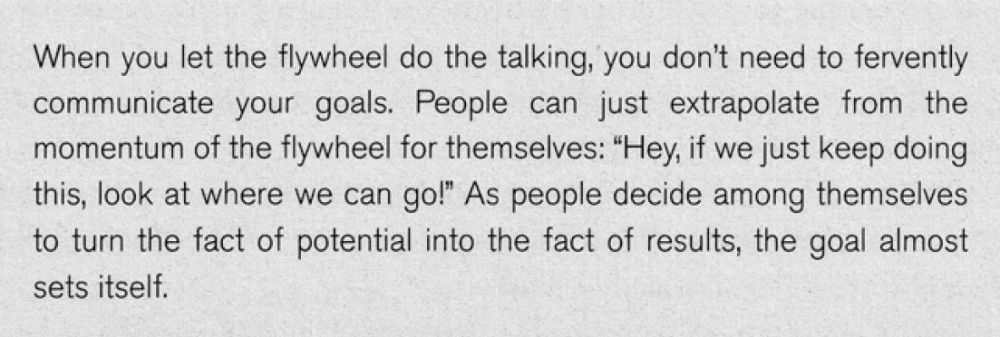 When you let the flywheel do the talking, you don’t need to fervently
communicate your goals. People can just extrapolate from the
momentum of the flywheel for themselves: “Hey, if we just keep doing
this, look at where we can go!” As people decide among themselves
to turn the fact of potential into the fact of results, the goal almost
sets itself.